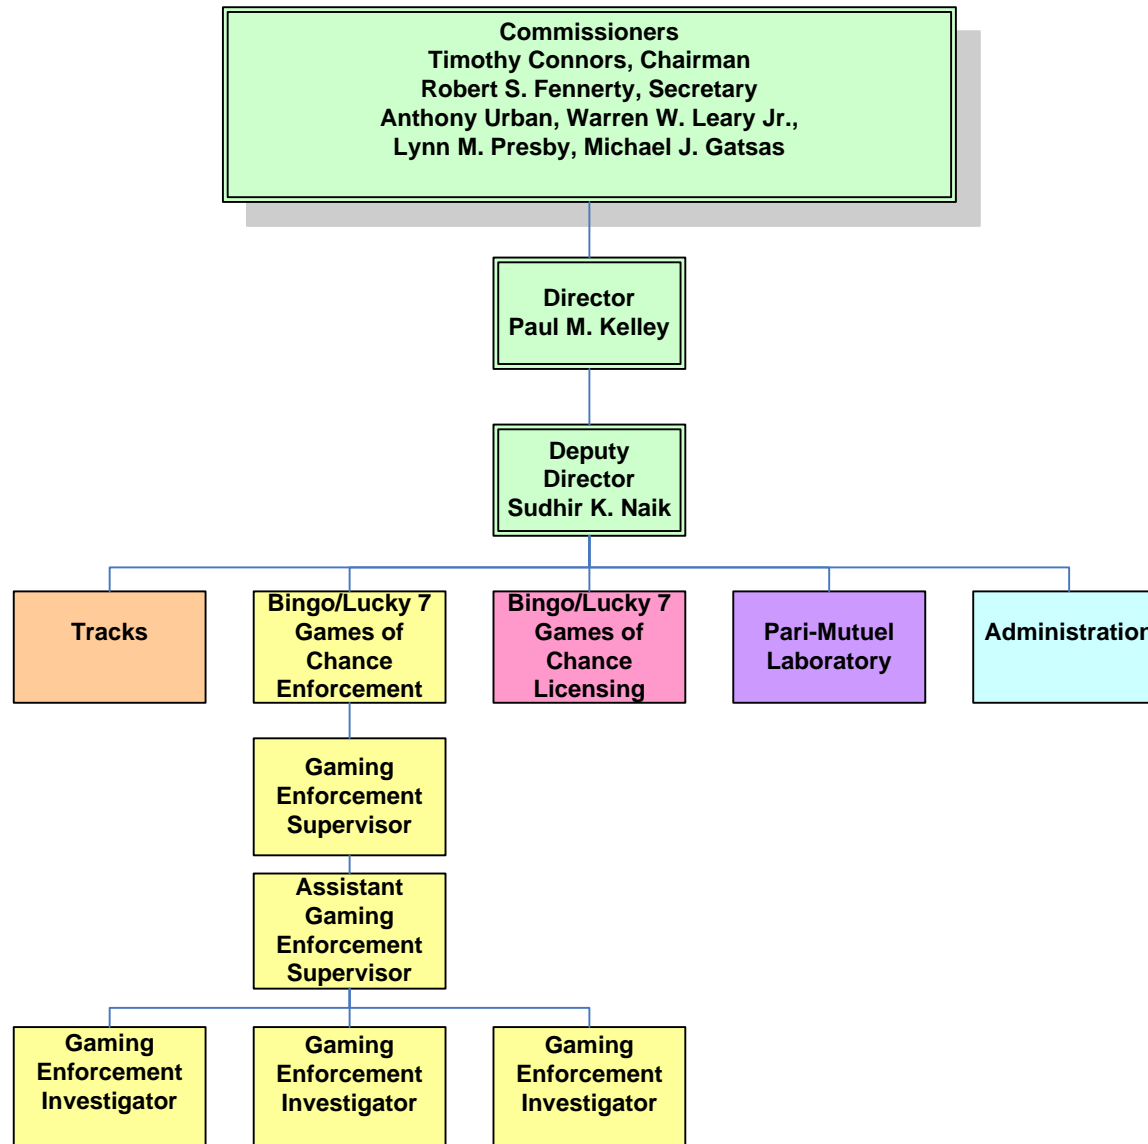 Commissioners
Timothy Connors, Chairman
Robert S. Fennerty, Secretary
Anthony Urban, Warren W. Leary Jr.,
Lynn M. Presby, Michael J. Gatsas
Director
Paul M. Kelley
Deputy
Director
Sudhir K. Naik
Tracks
Bingo/Lucky 7
Games of
Chance
Enforcement
Bingo/Lucky 7
Games of
Chance
Licensing
Pari-Mutuel
Laboratory
Administration
Gaming
Enforcement
Supervisor
Assistant
Gaming
Enforcement
Supervisor
Gaming
Enforcement
Investigator
Gaming
Enforcement
Investigator
Gaming
Enforcement
Investigator